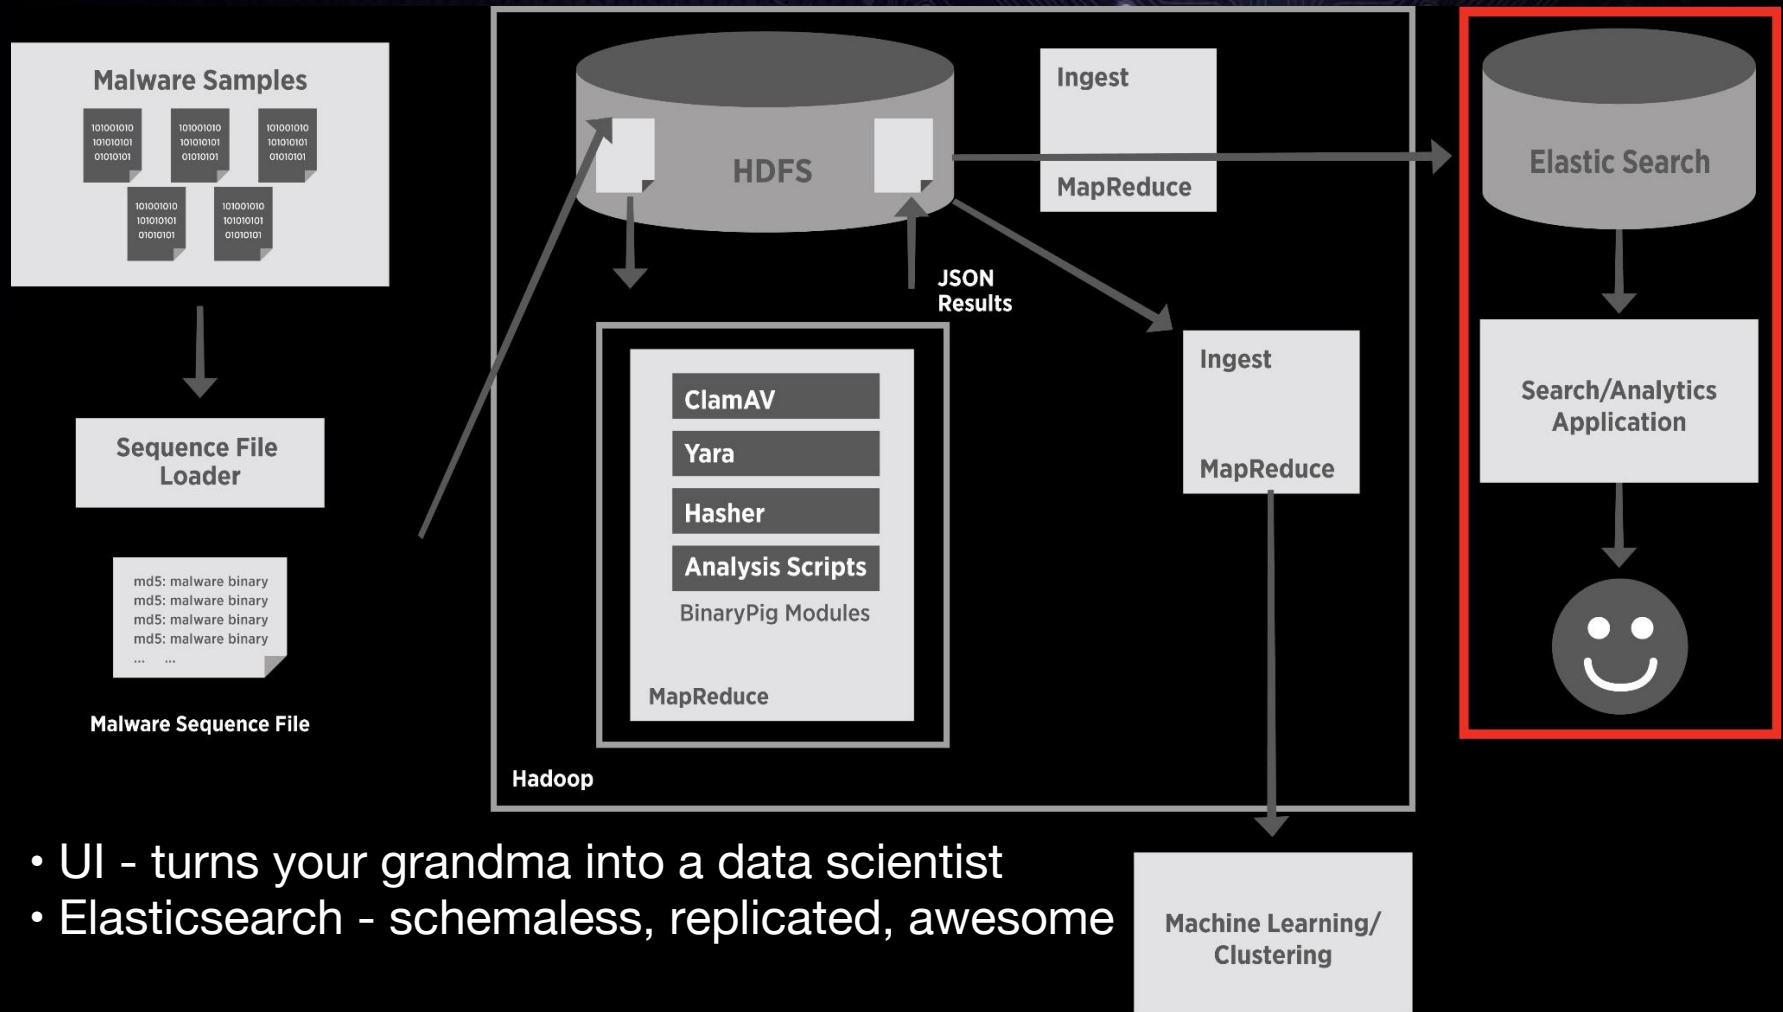 Malware Samples
101001010
101010101
01010101
101001010
101010101
01010101
101001010
101010101
01010101
101001010
101010101
01010101
101001010
101010101
01010101
Sequence File
Loader
md5: malware binary
md5: malware binary
md5: malware binary
md5: malware binary
... ...
Malware Sequence File
HDFS
JSON
Results
ClamAV
Yara
Hasher
Analysis Scripts
BinaryPig Modules
MapReduce
Hadoop
Ingest
MapReduce
Ingest
MapReduce
Machine Learning/
Clustering
Elastic Search
Search/Analytics
Application
• UI - turns your grandma into a data scientist
• Elasticsearch - schemaless, replicated, awesome